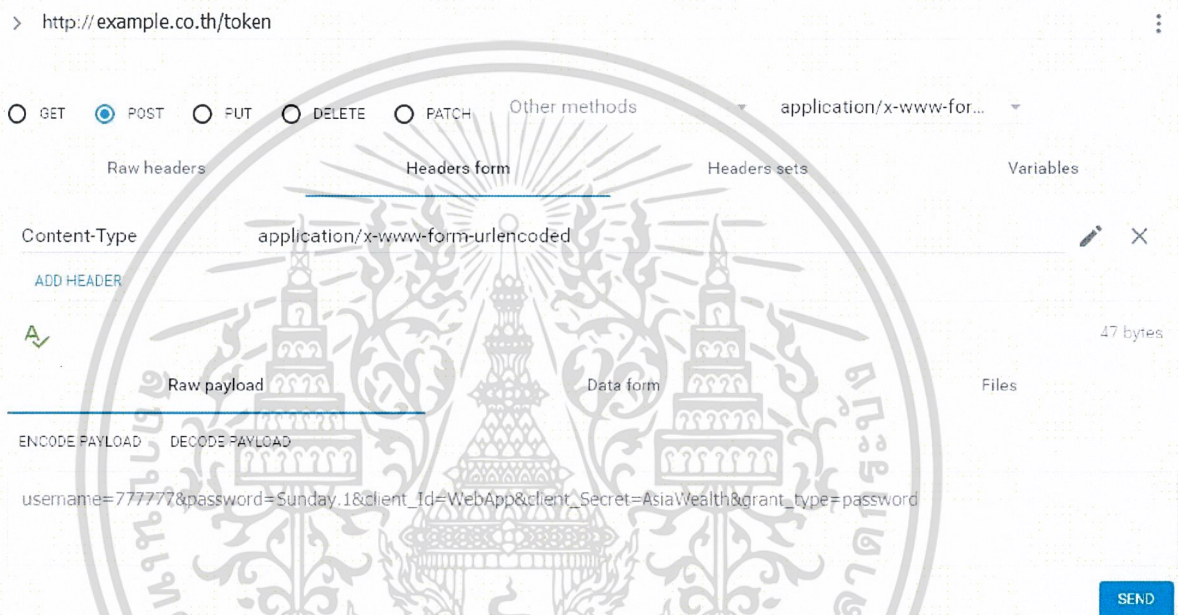 http://example.co.th/token
GET POST PUT DELETE PATCH Other methods application/x-www-for...
Raw headers Headers form Headers sets Variables
Content-Type application/x-www-form-urlencoded
ADD HEADER
47 bytes
Raw payload Data form Files
ENCODE PAYLOAD DECODE PAYLOAD
username=777777&password=Sunday.1&client_Id=WebApp&client_Secret=AsiaWealth&grant_type=password
SEND